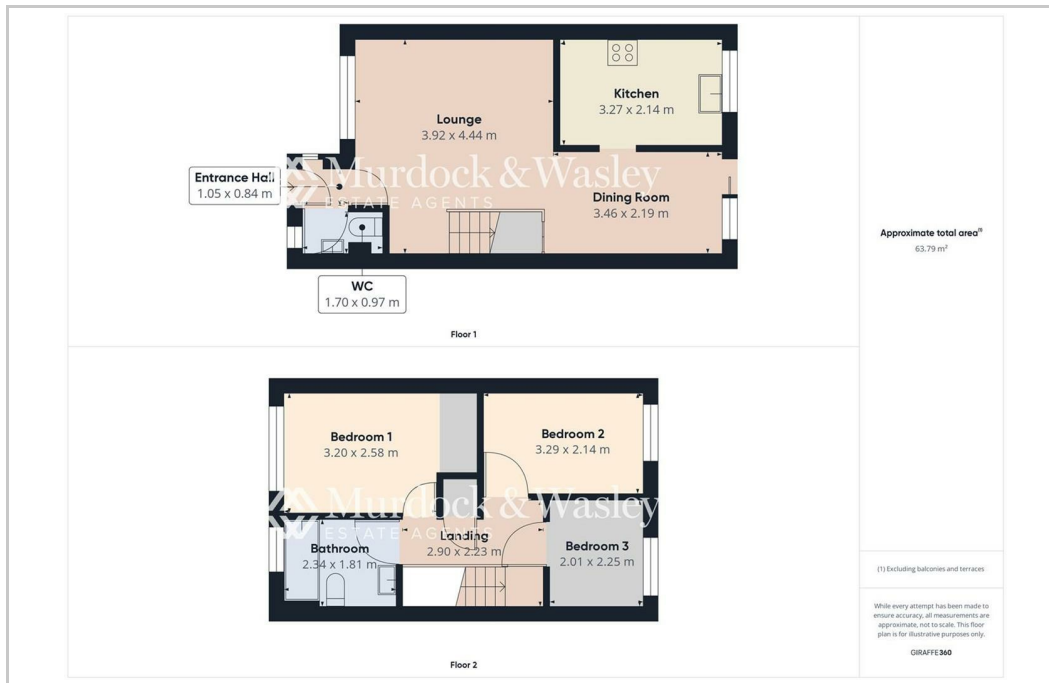 Lounge
3.92 x 4.44 m
Kitchen
3.27 x 2.14 m
Entrance Hall
1.05 x 0.84 m
Murdock & Wasley
ESTATE AGENTS
Dining Room
3.46 x 2.19 m
WC
1.70 x 0.97 m
Floor 1
Approximate total area(1)
63.79 m²
Bedroom 1
3.20 x 2.58 m
Bedroom 2
3.29 x 2.14 m
Murdock & Wasley
ESTATE AGENTS
Landing
2.90 x 2.23 m
Bathroom
2.34 x 1.81 m
Bedroom 3
2.01 x 2.25 m
Floor 2
(1) Excluding balconies and terraces
While every attempt has been made to
ensure accuracy, all measurements are
approximate, not to scale. This floor
plan is for illustrative purposes only.
GIRAFFE360